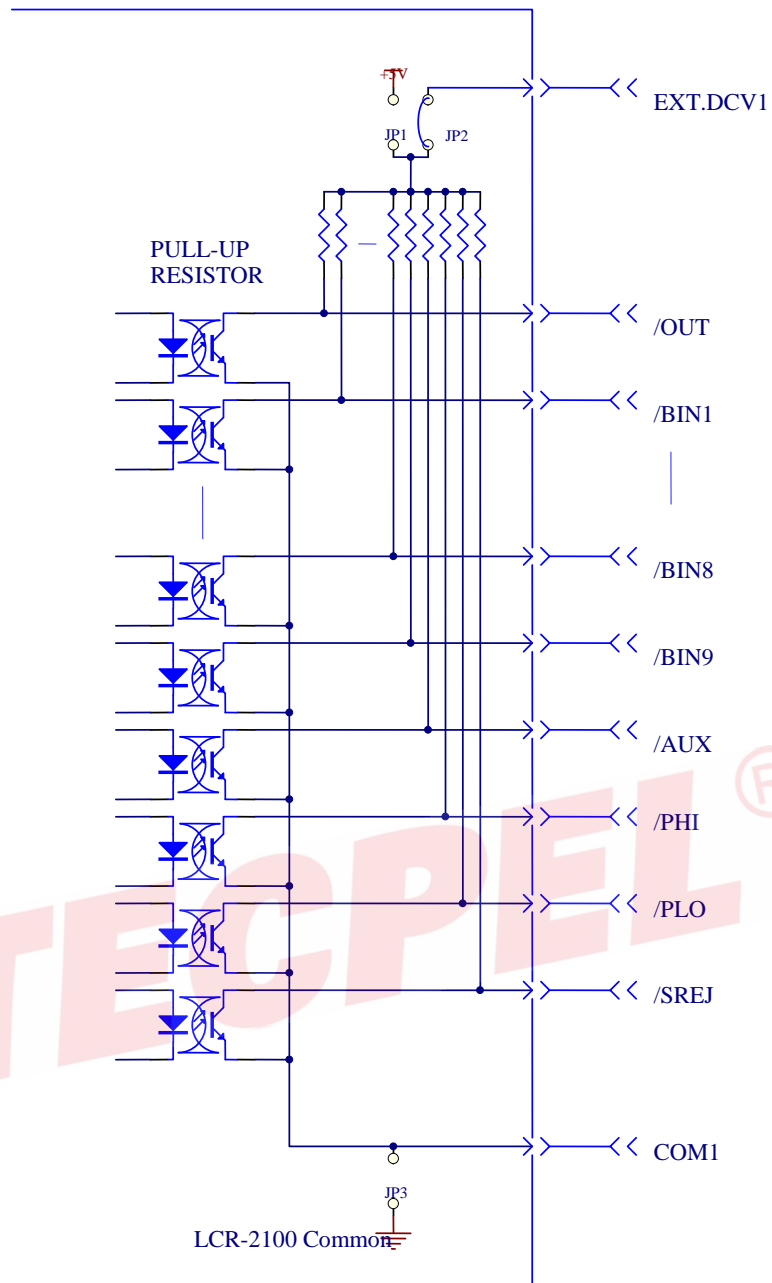 +5V
EXT.DCV1
JP1
JP2
PULL-UP
RESISTOR
/OUT
/BIN1
/BIN8
/BIN9
/AUX
/PHI
/PLO
/SREJ
COM1
JP3
LCR-2100 Common
TECPEL ®